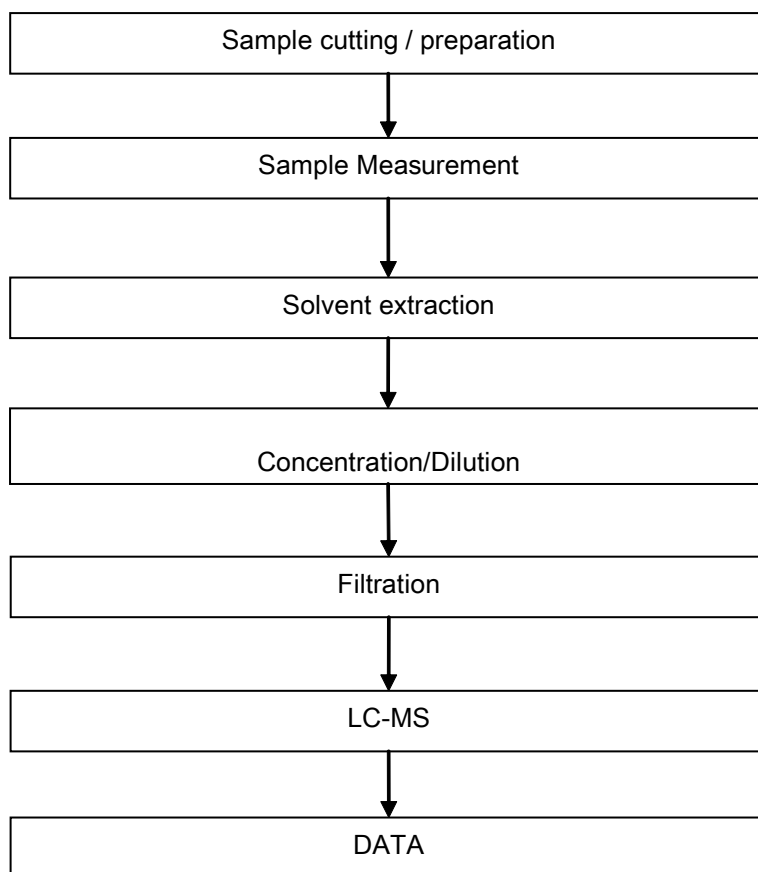 Sample cutting / preparation
Sample Measurement
Solvent extraction
Concentration/Dilution
Filtration
LC-MS
DATA